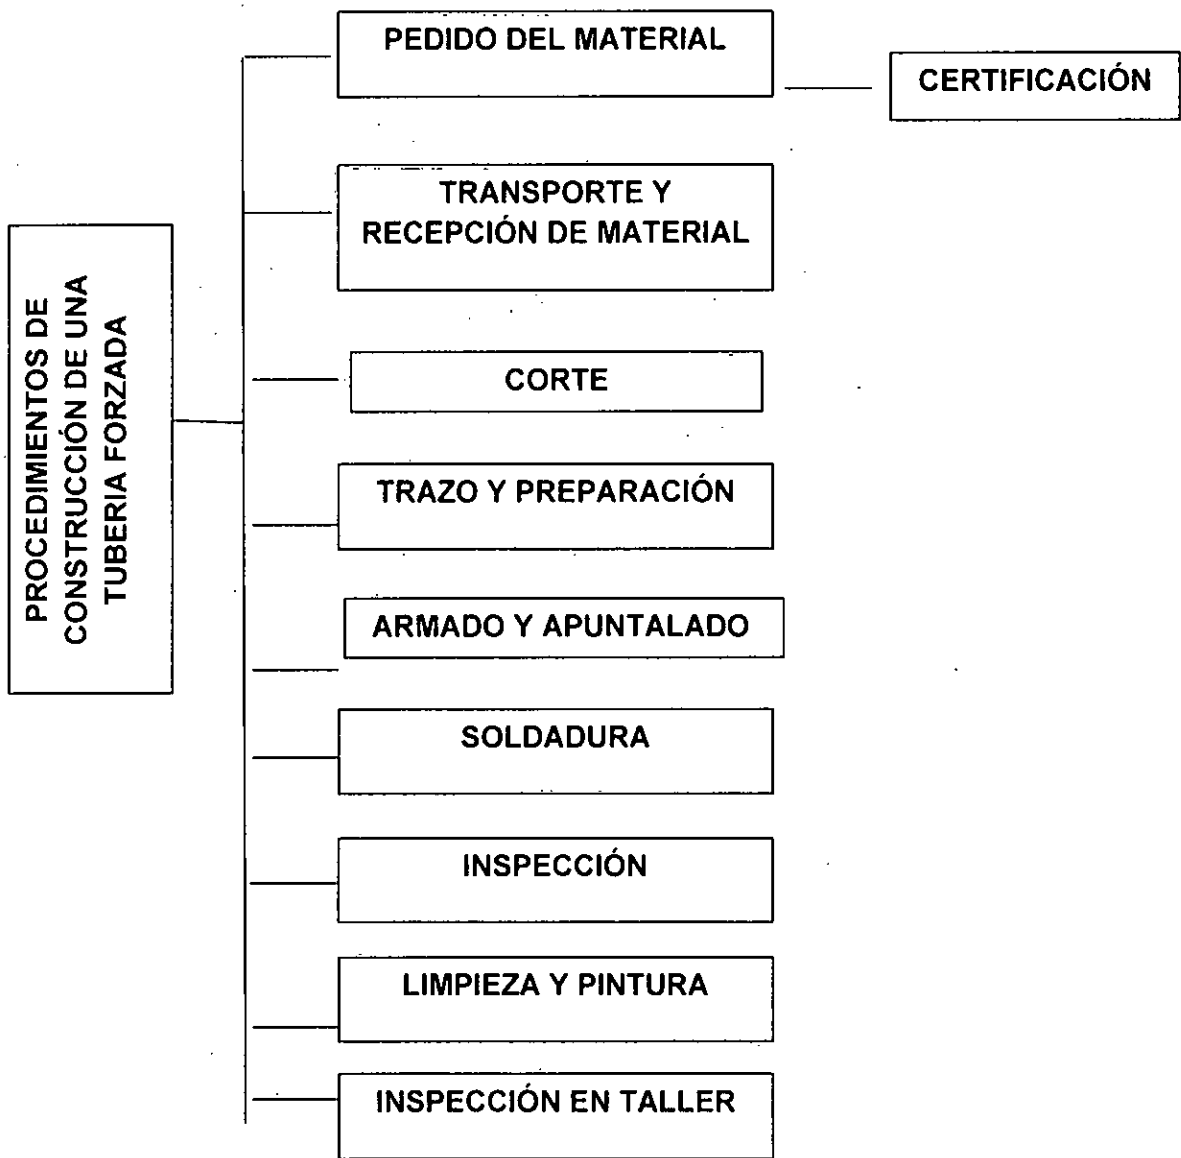 PEDIDO DEL MATERIAL
CERTIFICACIÓN
TRANSPORTE Y
RECEPCIÓN DE MATERIAL
PROCEDIMIENTOS DE
CONSTRUCCIÓN DE UNA
TUBERIA FORZADA
CORTE
TRAZO Y PREPARACIÓN
ARMADO Y APUNTALADO
SOLDADURA
INSPECCIÓN
LIMPIEZA Y PINTURA
INSPECCIÓN EN TALLER